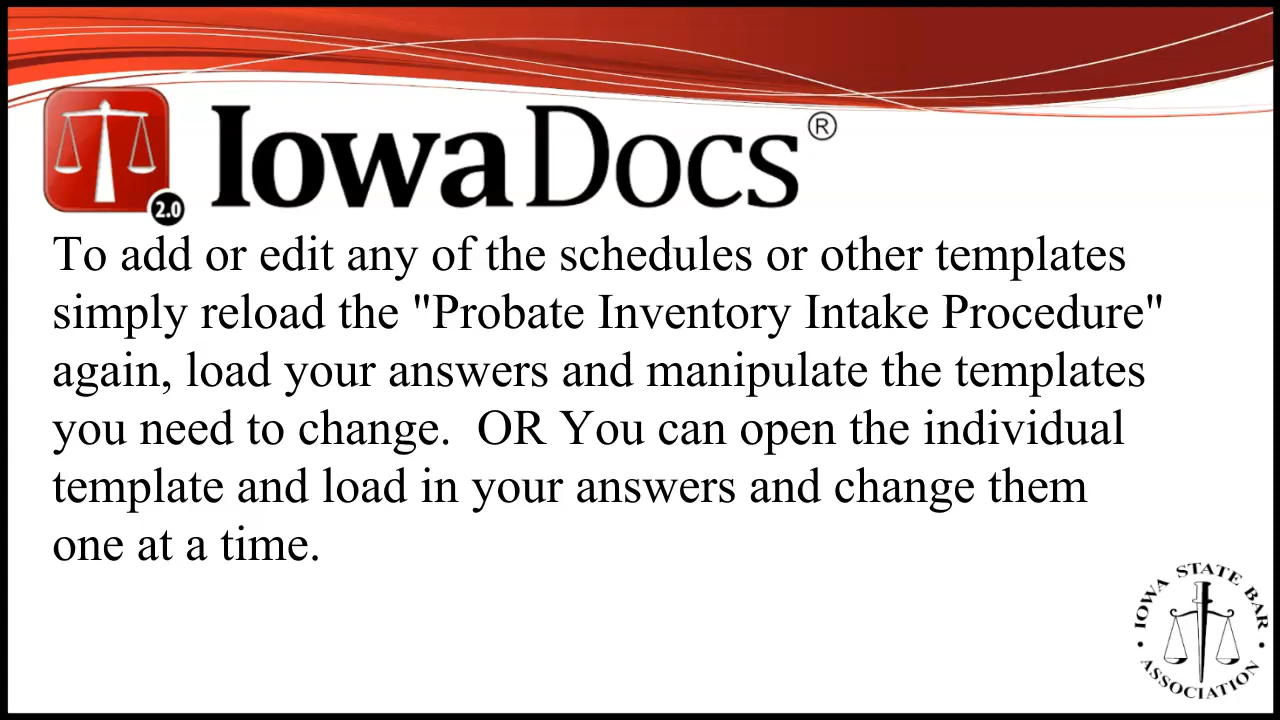 IowaDocs®
2.0
To add or edit any of the schedules or other templates
simply reload the "Probate Inventory Intake Procedure"
again, load your answers and manipulate the templates
you need to change.  OR You can open the individual
template and load in your answers and change them
one at a time.
IOWA STATE BAR
ASSOCIATION